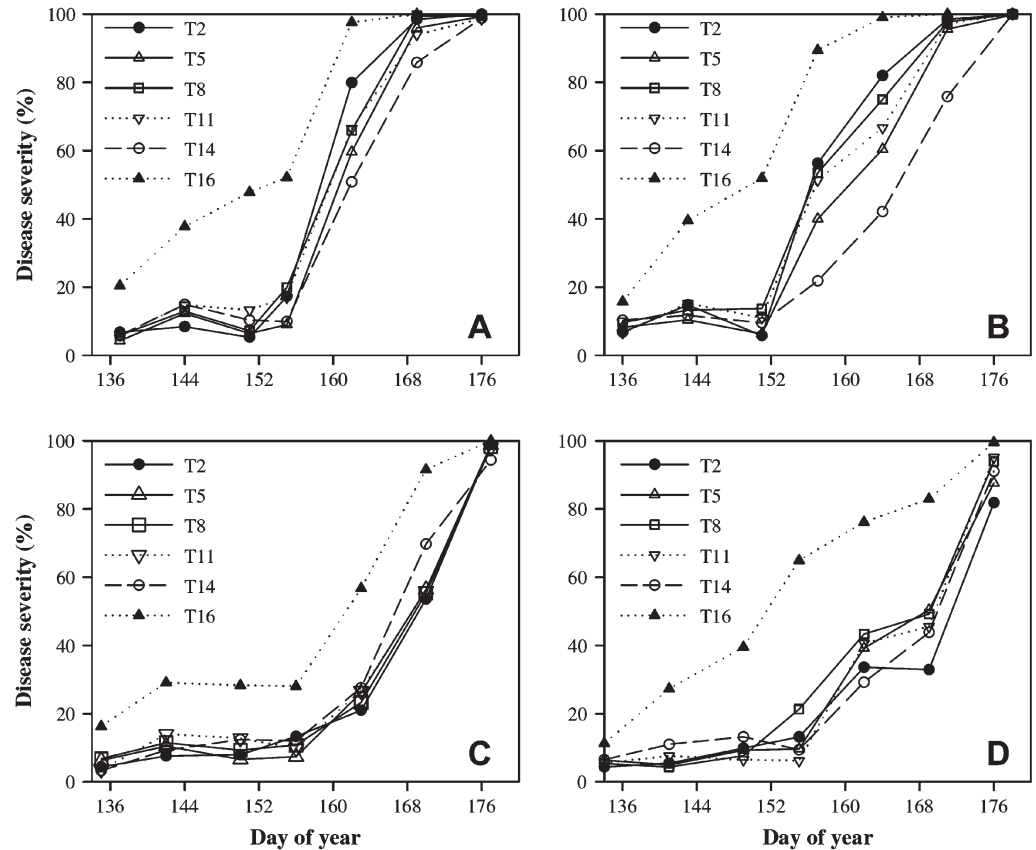 Disease severity (%)
100
80
60
40
20
0
T2
T5
T8
T11
T14
T16
A
136 144 152 160 168 176
100
80
60
40
20
0
T2
T5
T8
T11
T14
T16
B
136 144 152 160 168 176
Disease severity (%)
100
80
60
40
20
0
T2
T5
T8
T11
T14
T16
C
136 144 152 160 168 176
Day of year
100
80
60
40
20
0
T2
T5
T8
T11
T14
T16
D
136 144 152 160 168 176
Day of year